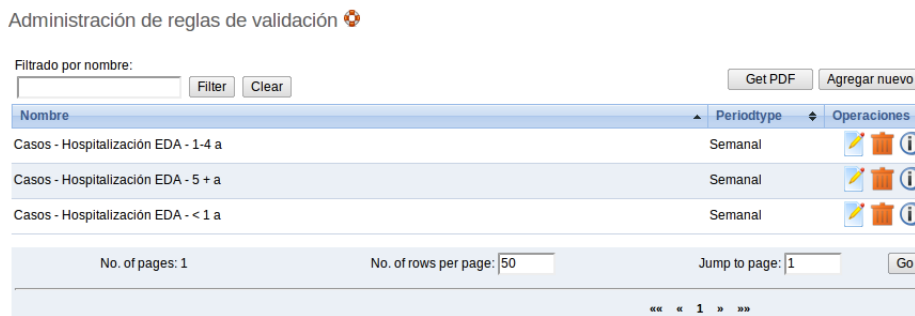 Administración de reglas de validación
Filtrado por nombre:
Filter Clear Get PDF Agregar nuevo
Nombre Periodtype Operaciones
Casos - Hospitalización EDA - 1-4 a Semanal
Casos - Hospitalización EDA - 5 + a Semanal
Casos - Hospitalización EDA - < 1 a Semanal
No. of pages: 1 No. of rows per page: 50 Jump to page: 1 Go
«« « 1 » »»